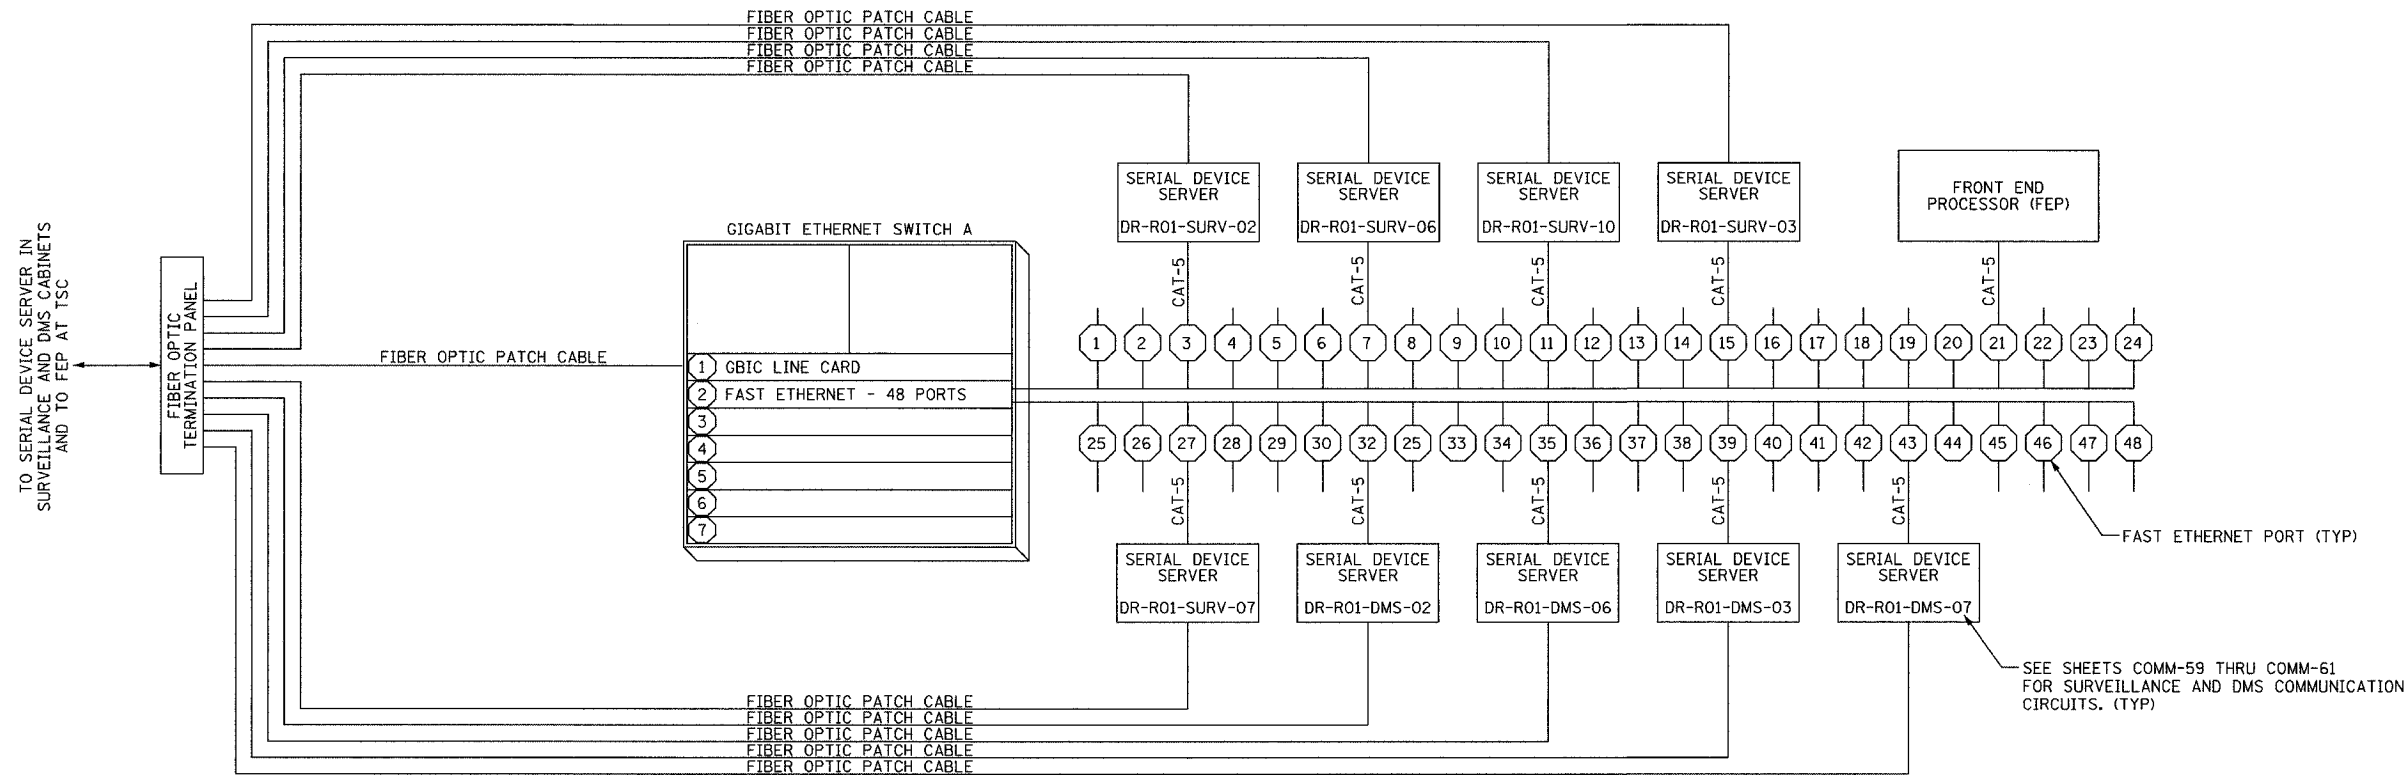 FIBER OPTIC PATCH CABLE
FIBER OPTIC PATCH CABLE
FIBER OPTIC PATCH CABLE
FIBER OPTIC PATCH CABLE
TO SERIAL DEVICE SERVER IN
SURVEILLANCE AND DMS CABINETS
AND TO FEP AT TSC
FIBER OPTIC
TERMINATION PANEL
FIBER OPTIC PATCH CABLE
GIGABIT ETHERNET SWITCH A
1 GBIC LINE CARD
2 FAST ETHERNET - 48 PORTS
3
4
5
6
7
SERIAL DEVICE
SERVER
DR-R01-SURV-02
SERIAL DEVICE
SERVER
DR-R01-SURV-06
SERIAL DEVICE
SERVER
DR-R01-SURV-10
SERIAL DEVICE
SERVER
DR-R01-SURV-03
FRONT END
PROCESSOR (FEP)
CAT-5
CAT-5
CAT-5
CAT-5
CAT-5
1 2 3 4 5 6 7 8 9 10 11 12 13 14 15 16 17 18 19 20 21 22 23 24
25 26 27 28 29 30 32 25 33 34 35 36 37 38 39 40 41 42 43 44 45 46 47 48
CAT-5
CAT-5
CAT-5
CAT-5
CAT-5
FAST ETHERNET PORT (TYP)
SERIAL DEVICE
SERVER
DR-R01-SURV-07
SERIAL DEVICE
SERVER
DR-R01-DMS-02
SERIAL DEVICE
SERVER
DR-R01-DMS-06
SERIAL DEVICE
SERVER
DR-R01-DMS-03
SERIAL DEVICE
SERVER
DR-R01-DMS-07
SEE SHEETS COMM-59 THRU COMM-61
FOR SURVEILLANCE AND DMS COMMUNICATION
CIRCUITS. (TYP)
FIBER OPTIC PATCH CABLE
FIBER OPTIC PATCH CABLE
FIBER OPTIC PATCH CABLE
FIBER OPTIC PATCH CABLE
FIBER OPTIC PATCH CABLE